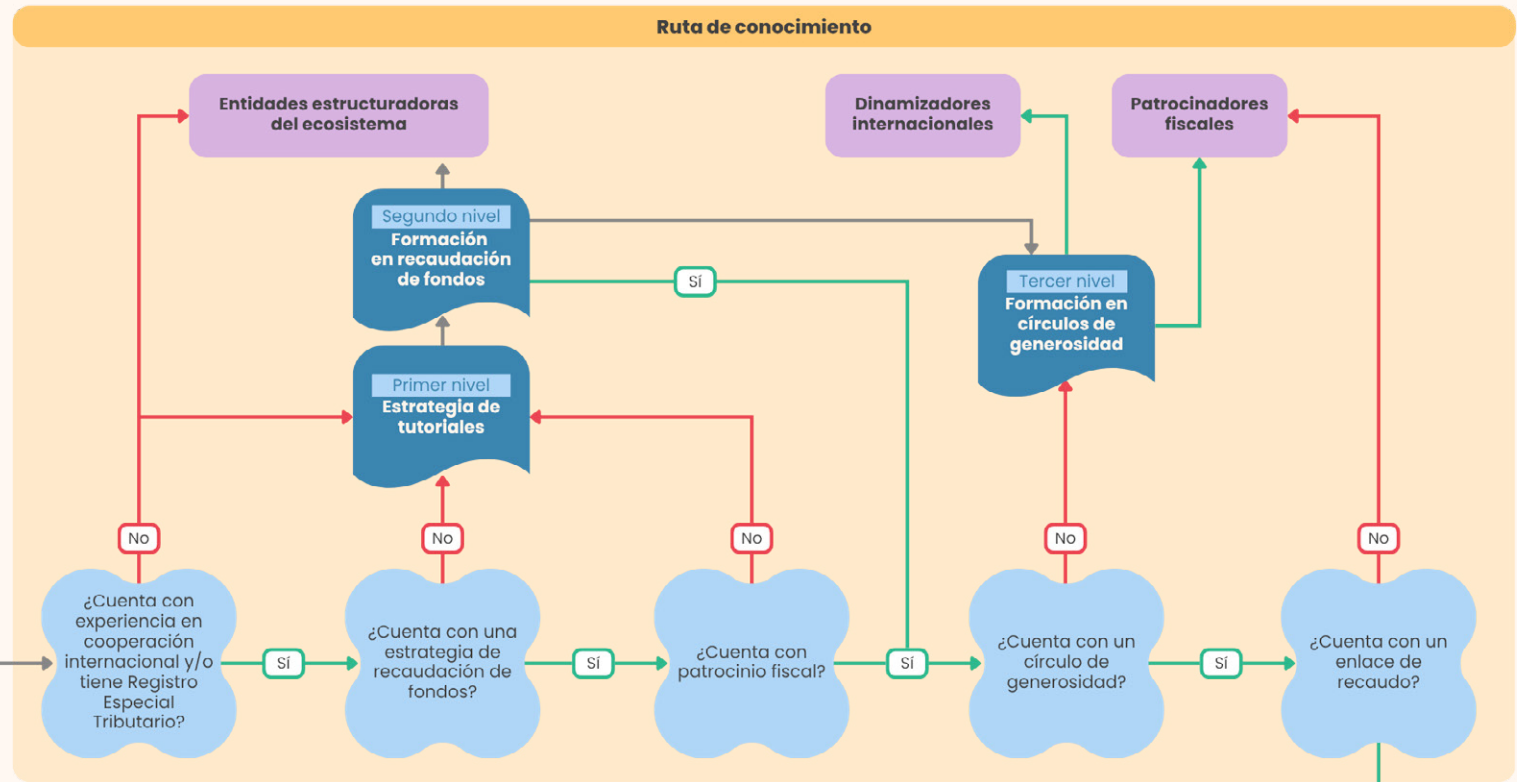 Ruta de conocimiento
Entidades estructuradoras
del ecosistema
Dinamizadores
internacionales
Patrocinadores
fiscales
Segundo nivel
Formación
en recaudación
de fondos
Sí
Tercer nivel
Formación en
círculos de
generosidad
Primer nivel
Estrategia de
tutoriales
No
No
No
No
No
¿Cuenta con
experiencia en
cooperación
internacional y/o
tiene Registro
Especial
Tributario?
Sí
¿Cuenta con una
estrategia de
recaudación de
fondos?
Sí
¿Cuenta con
patrocinio fiscal?
Sí
¿Cuenta con un
círculo de
generosidad?
Sí
¿Cuenta con un
enlace de
recaudo?